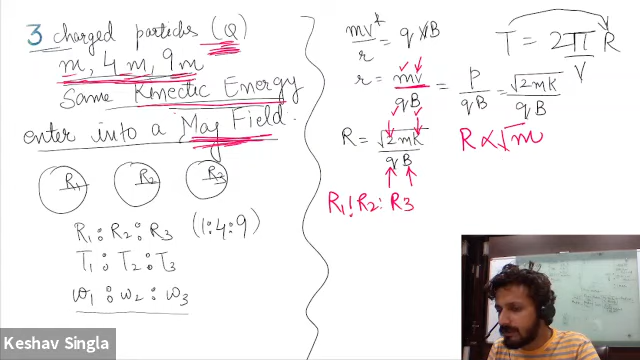 3 charged particles (Q)
m, 4m, 9m
Same Kinectic Energy
enter into a Mag Field.
R₁ R₂ R₃
R₁ : R₂ : R₃ (1:4:9)
T₁ : T₂ : T₃
ω₁ : ω₂ : ω₃
mv²/r = qvB
r = mv/qB = p/qB = √2mk/qB
R = √2mk/qB
R ∝ √m
R₁ : R₂ : R₃
T = 2πR/V
Keshav Singla